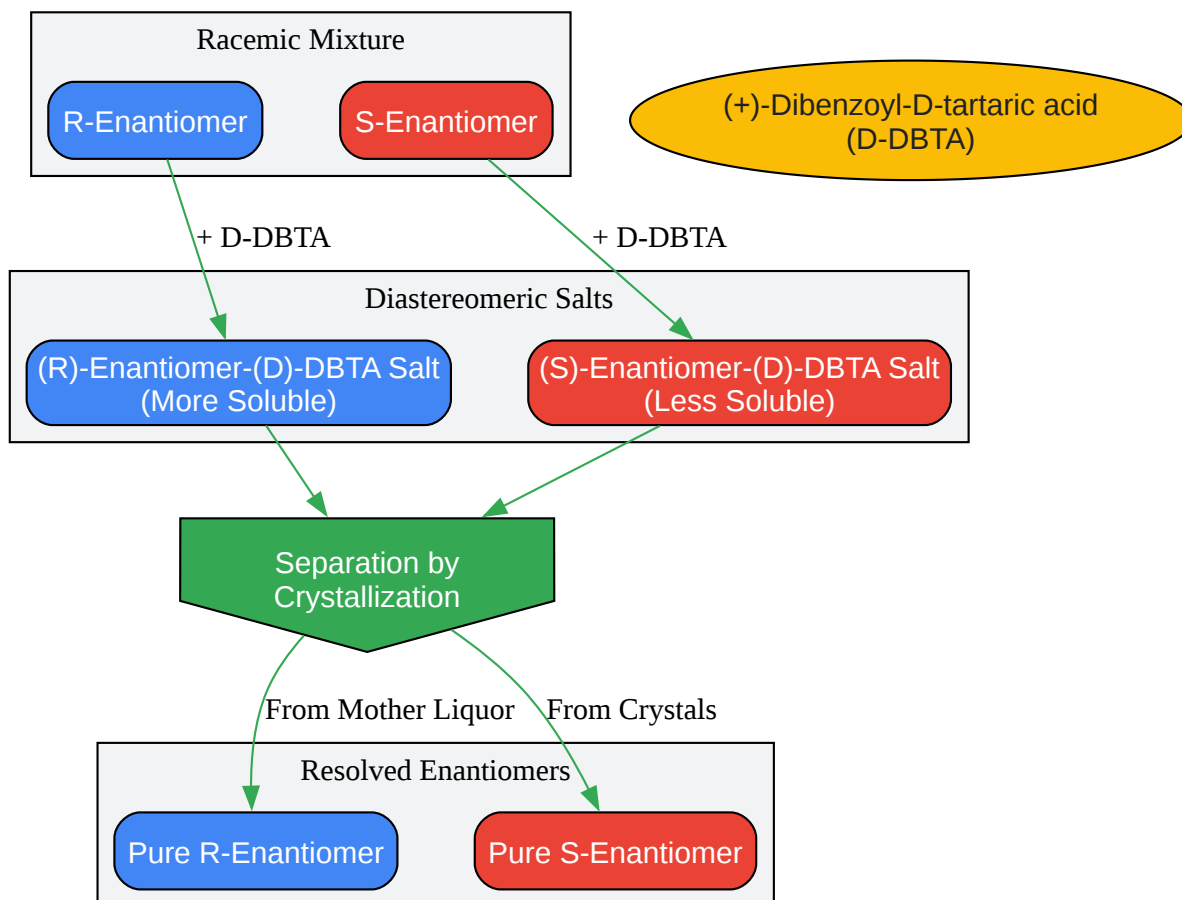 Racemic Mixture
R-Enantiomer
S-Enantiomer
(+)-Dibenzoyl-D-tartaric acid
(D-DBTA)
+ D-DBTA
+ D-DBTA
Diastereomeric Salts
(R)-Enantiomer-(D)-DBTA Salt
(More Soluble)
(S)-Enantiomer-(D)-DBTA Salt
(Less Soluble)
Separation by
Crystallization
From Mother Liquor
From Crystals
Resolved Enantiomers
Pure R-Enantiomer
Pure S-Enantiomer